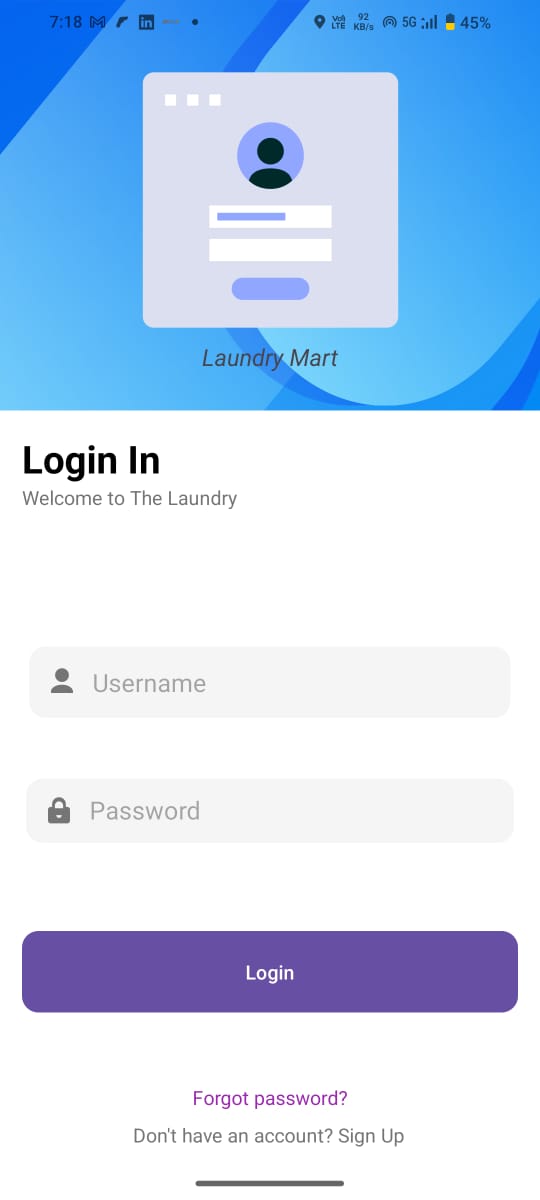 7:18
Vo) LTE 92 KB/s 5G 45%
Laundry Mart
Login In
Welcome to The Laundry
Username
Password
Login
Forgot password?
Don't have an account? Sign Up